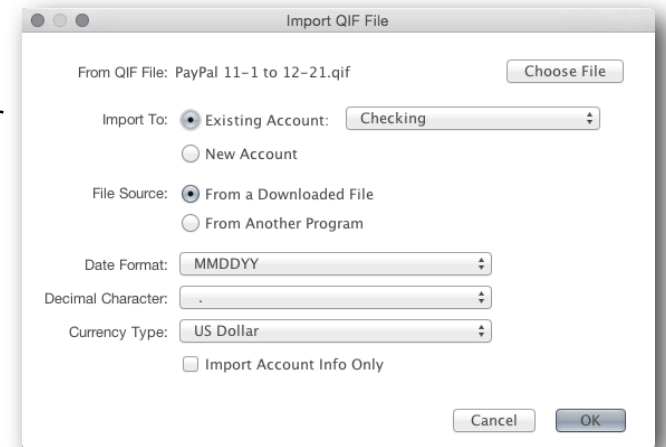 Import QIF File
From QIF File: PayPal 11-1 to 12-21.qif Choose File
Import To: Existing Account: Checking
New Account
File Source: From a Downloaded File
From Another Program
Date Format: MMDDYY
Decimal Character: .
Currency Type: US Dollar
Import Account Info Only
Cancel OK